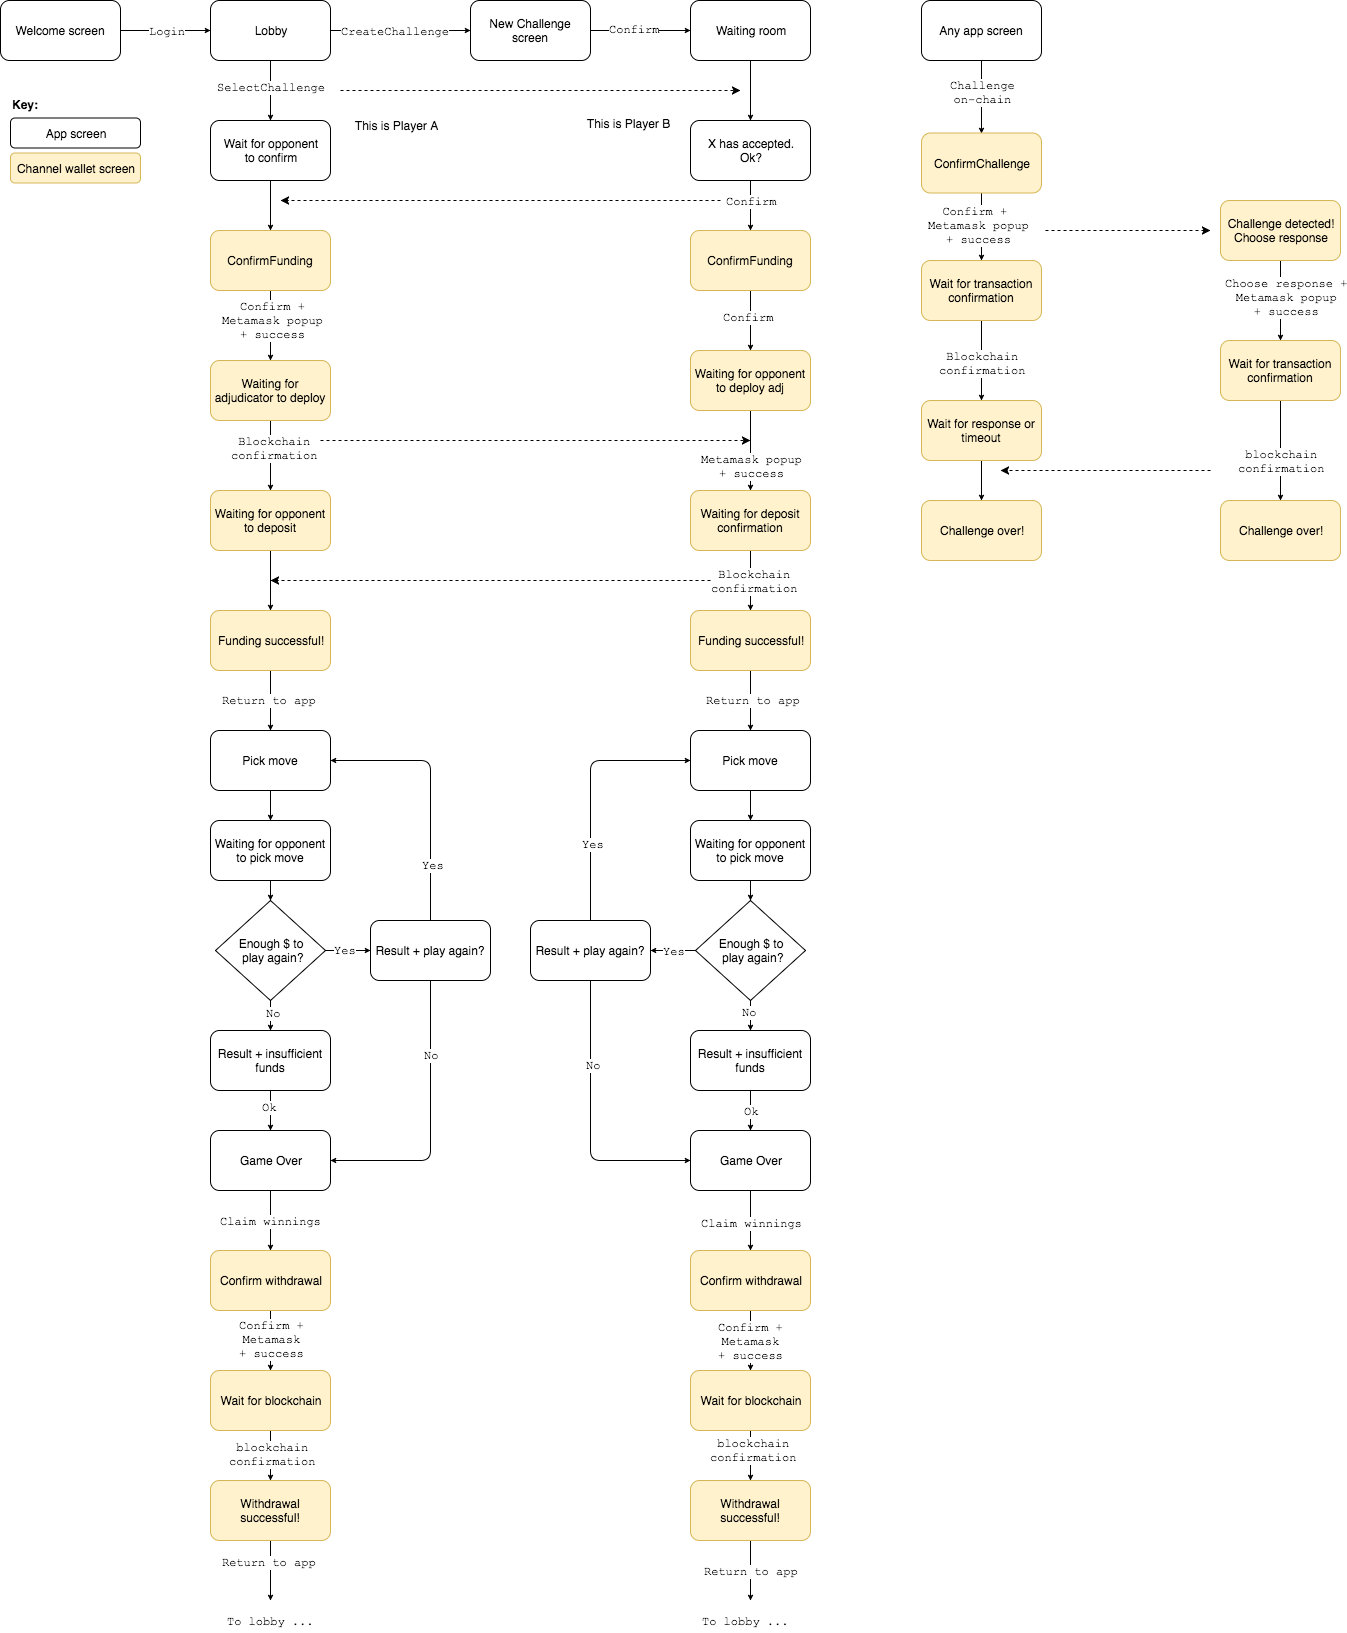 Welcome screen
Login
Lobby
CreateChallenge
New Challenge
screen
Confirm
Waiting room
Any app screen
Key:
App screen
Channel wallet screen
SelectChallenge
This is Player A
This is Player B
Wait for opponent
to confirm
X has accepted.
Ok?
Confirm
ConfirmFunding
ConfirmFunding
Confirm +
Metamask popup
+ success
Confirm
Waiting for
adjudicator to deploy
Waiting for opponent
to deploy adj
Blockchain
confirmation
Metamask popup
+ success
Waiting for opponent
to deposit
Waiting for deposit
confirmation
Blockchain
confirmation
Funding successful!
Funding successful!
Return to app
Return to app
Pick move
Pick move
Waiting for opponent
to pick move
Waiting for opponent
to pick move
Yes
Yes
Enough $ to
play again?
Yes
Result + play again?
Result + play again?
Yes
Enough $ to
play again?
No
No
Result + insufficient
funds
No
No
Result + insufficient
funds
Ok
Ok
Game Over
Game Over
Claim winnings
Claim winnings
Confirm withdrawal
Confirm withdrawal
Confirm +
Metamask
+ success
Confirm +
Metamask
+ success
Wait for blockchain
Wait for blockchain
blockchain
confirmation
blockchain
confirmation
Withdrawal
successful!
Withdrawal
successful!
Return to app
Return to app
To lobby ...
To lobby ...
Challenge
on-chain
ConfirmChallenge
Confirm +
Metamask popup
+ success
Challenge detected!
Choose response
Wait for transaction
confirmation
Choose response +
Metamask popup
+ success
Blockchain
confirmation
Wait for transaction
confirmation
Wait for response or
timeout
blockchain
confirmation
Challenge over!
Challenge over!